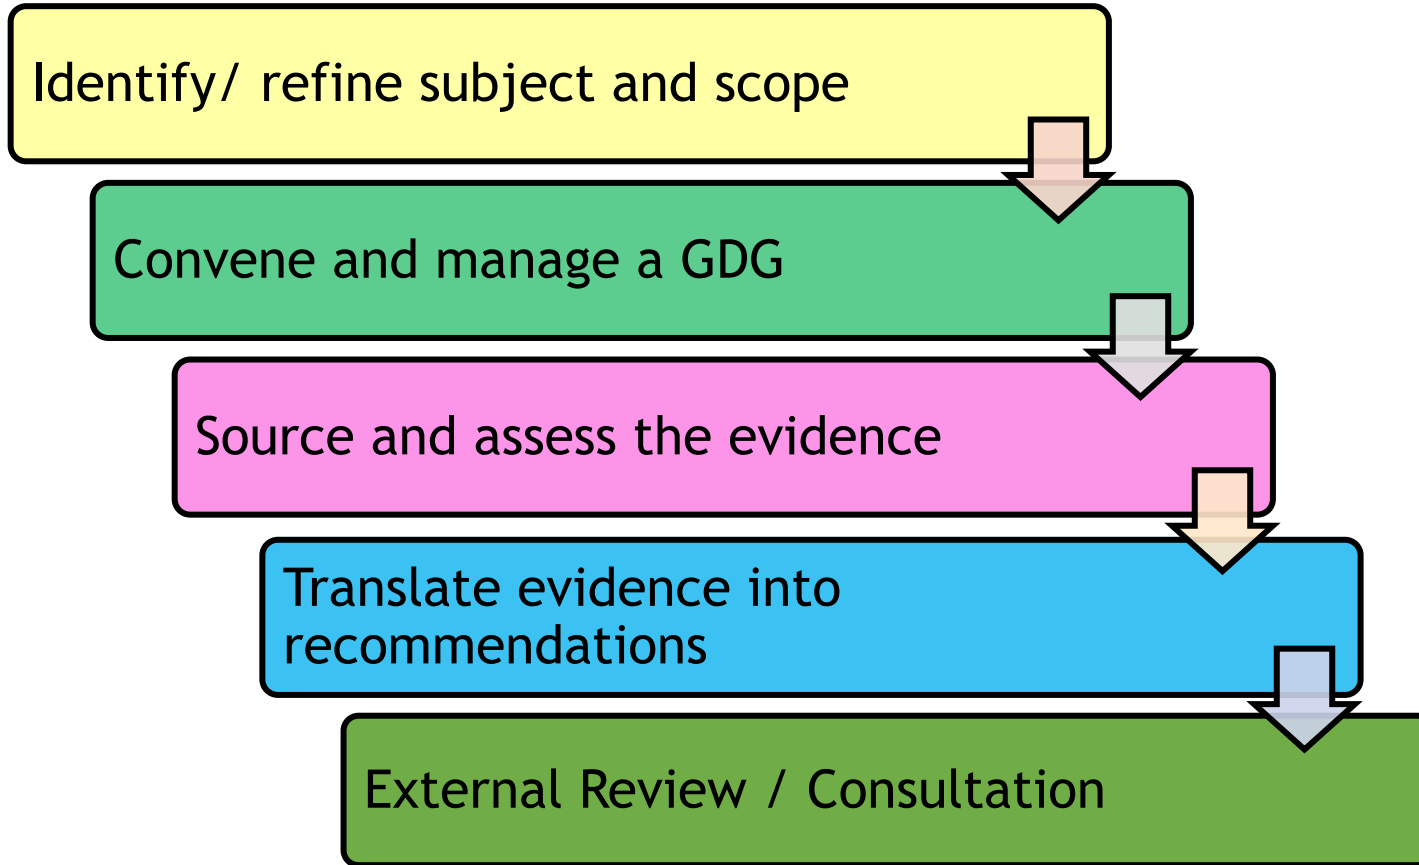 Identify/ refine subject and scope
Convene and manage a GDG
Source and assess the evidence
Translate evidence into
recommendations
External Review / Consultation